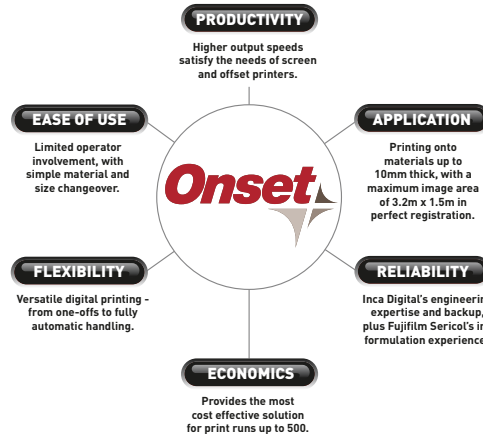 PRODUCTIVITY
Higher output speeds
satisfy the needs of screen
and offset printers.
EASE OF USE
Limited operator
involvement, with
simple material and
size changeover.
APPLICATION
Printing onto
materials up to
10mm thick, with a
maximum image area
of 3.2m x 1.5m in
perfect registration.
Onset
FLEXIBILITY
Versatile digital printing -
from one-offs to fully
automatic handling.
RELIABILITY
Inca Digital's
expertise and backup,
plus Fujifilm Sericol's
formulation experience
ECONOMICS
Provides the most
cost effective solution
for print runs up to 500.